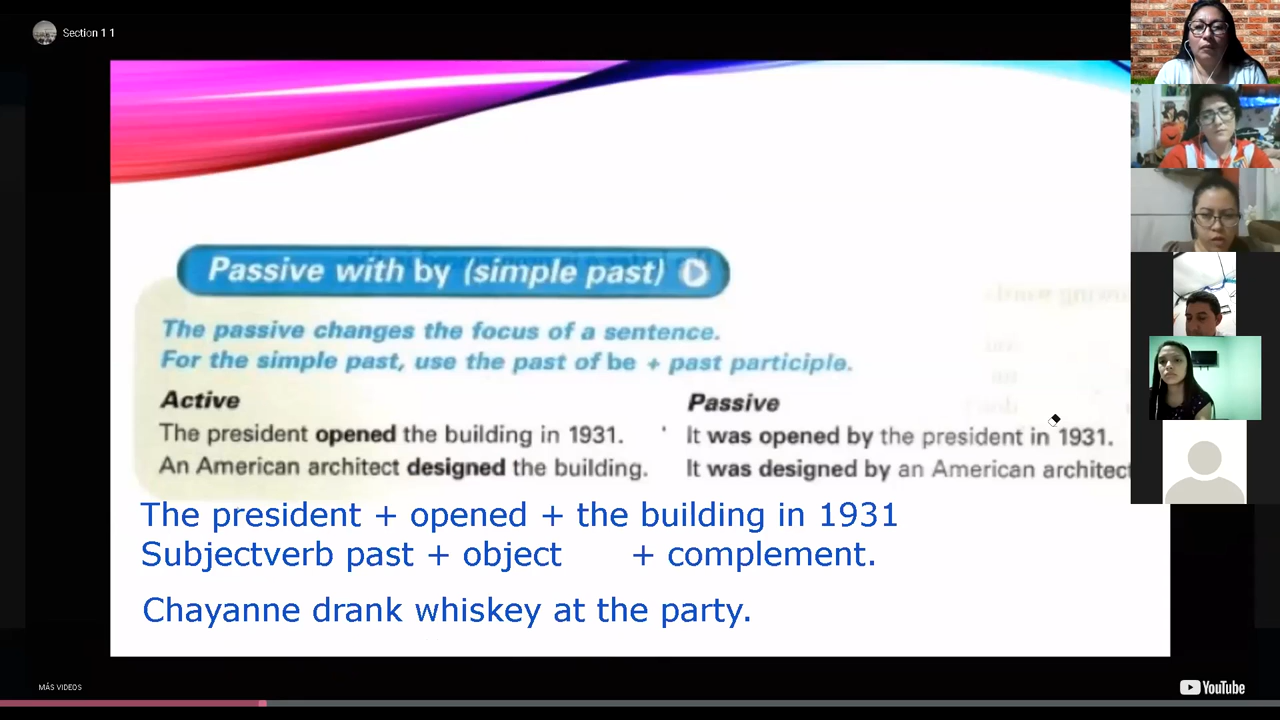 Section 1 1
Passive with by (simple past)
The passive changes the focus of a sentence.
For the simple past, use the past of be + past participle.
Active
The president opened the building in 1931.
An American architect designed the building.
Passive
It was opened by the president in 1931.
It was designed by an American architect
The president + opened + the building in 1931
Subjectverb past + object + complement.
Chayanne drank whiskey at the party.
MÁS VIDEOS
YouTube